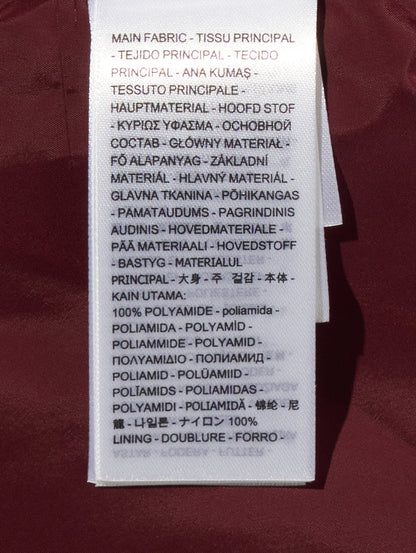 MAIN FABRIC - TISSU PRINCIPAL
- TEJIDO PRINCIPAL - TECIDO
PRINCIPAL - ANA KUMAŞ -
TESSUTO PRINCIPALE -
HAUPTMATERIAL - HOOFD STOF
- ΚΥΡΙΩΣ ΥΦΑΣΜΑ - ОСНОВНОЙ
СОСТАВ - GŁÓWNY MATERIAŁ -
FŐ ALAPANYAG - ZÁKLADNÍ
MATERIÁL - HLAVNÝ MATERIÁL -
GLAVNA TKANINA - PÕHIKANGAS
- PAMATAUDUMS - PAGRINDINIS
AUDINIS - HOVEDMATERIALE -
PÄÄ MATERIAALI - HOVEDSTOFF
- BASTYG - MATERIALUL
PRINCIPAL - 大身 - 주 겉감 - 本体 -
KAIN UTAMA:
100% POLYAMIDE - poliamida -
POLIAMIDA - POLYAMİD -
POLIAMMIDE - POLYAMID -
ΠΟΛΥΑΜΙΔΙΟ - ПОЛИАМИД -
POLIAMID - POLÜAMIID -
POLĪAMIDS - POLIAMIDAS -
POLYAMIDI - POLIAMIDĂ - 锦纶 - 尼
龍 - 나일론 - ナイロン 100%
LINING - DOUBLURE - FORRO -